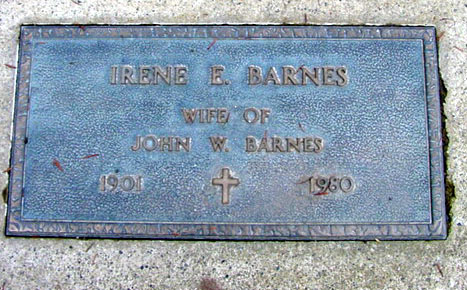 IRENE E. BARNES
WIFE OF
JOHN W. BARNES
1901 1980